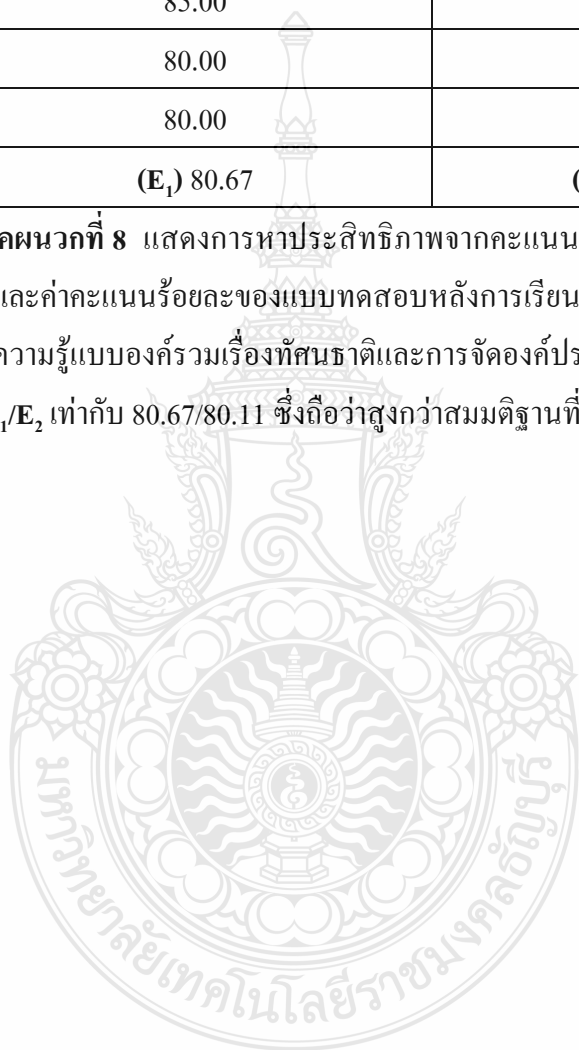 85.00
80.00
80.00
(E₁) 80.67 (
คผนวกที่ 8 แสดงการหาประสิทธิภาพจากคะแนน
และค่าคะแนนร้อยละของแบบทดสอบหลังการเรียน
ความรู้แบบองค์รวมเรื่องทัศนธาติและการจัดองค์ประ
₁/E₂ เท่ากับ 80.67/80.11 ซึ่งถือว่าสูงกว่าสมมติฐานที่
มหาวิทยาลัยเทคโนโลยีราชมงคลธัญบุรี